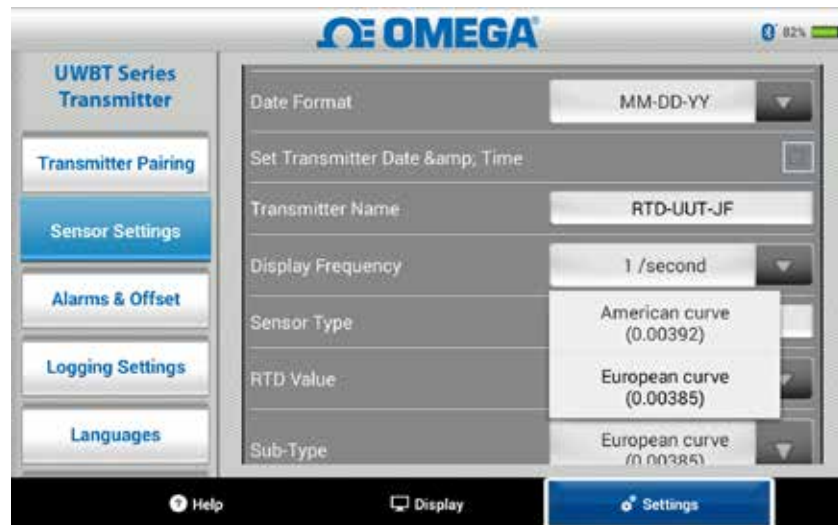 OMEGA
82%
UWBT Series
Transmitter
Transmitter Pairing
Sensor Settings
Alarms & Offset
Logging Settings
Languages
Date Format
MM-DD-YY
Set Transmitter Date &amp; Time
Transmitter Name
RTD-UUT-JF
Display Frequency
1 /second
Sensor Type
American curve
(0.00392)
RTD Value
European curve
(0.00385)
Sub-Type
European curve
(0.00385)
? Help
Display
Settings